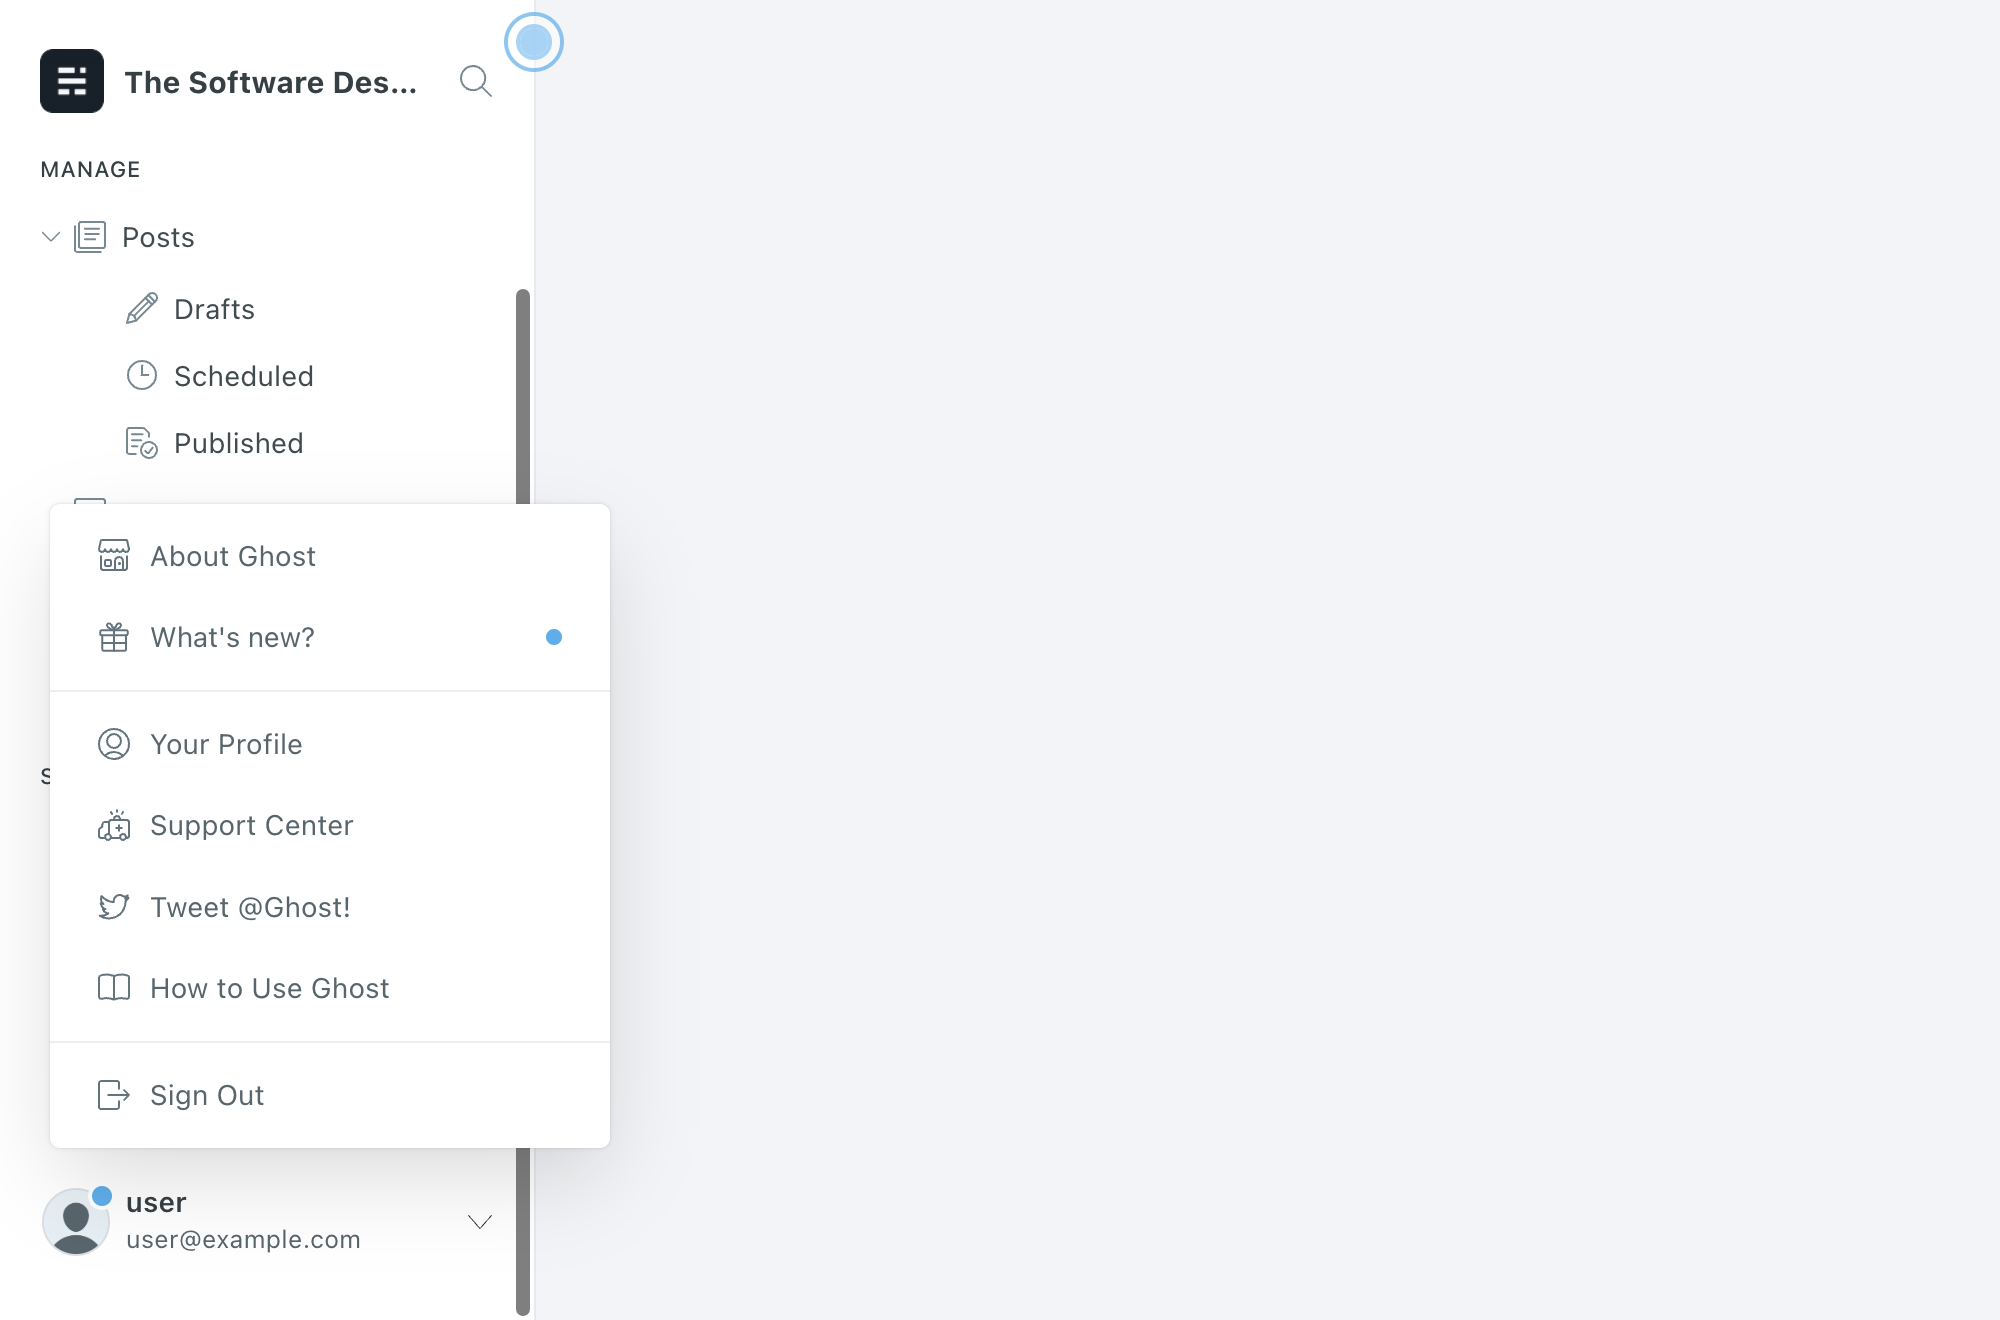 The Software Des...
MANAGE
Posts
Drafts
Scheduled
Published
About Ghost
What's new?
Your Profile
S
Support Center
Tweet @Ghost!
How to Use Ghost
Sign Out
user
user@example.com